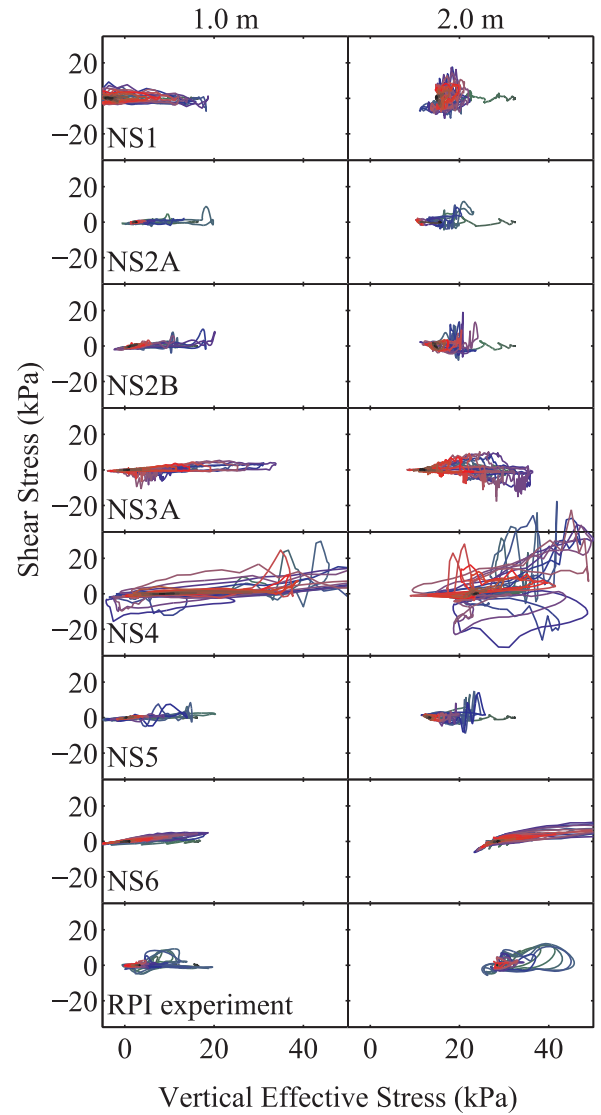 1.0 m 2.0 m
20
0
−20
NS1
20
0
−20
NS2A
20
0
−20
NS2B
20
0
−20
NS3A
20
0
−20
NS4
20
0
−20
NS5
20
0
−20
NS6
20
0
−20
RPI experiment
Shear Stress (kPa)
0 20 40 0 20 40
Vertical Effective Stress (kPa)